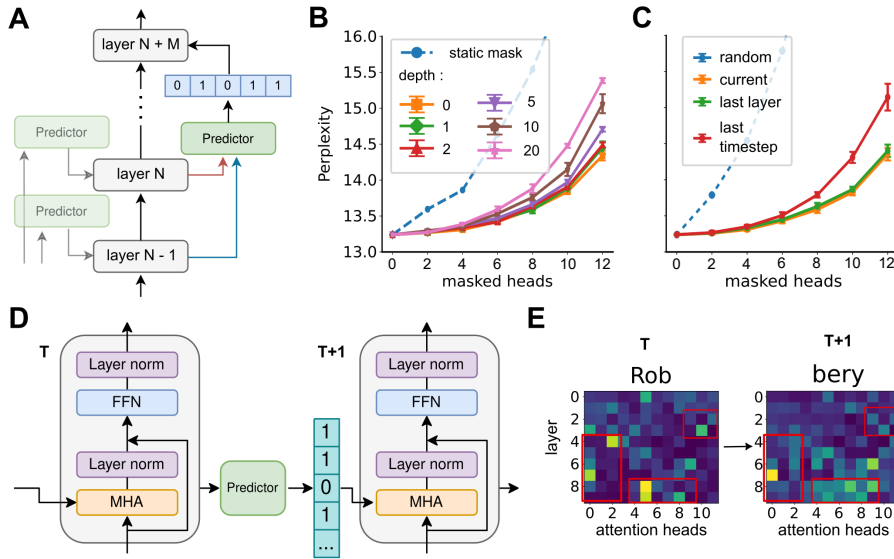 A
layer N + M
0 1 0 1 1
Predictor
Predictor
layer N
Predictor
layer N - 1
B
16.0
15.5
15.0
14.5
14.0
13.5
13.0
Perplexity
static mask
depth :
0 5
1 10
2 20
0 2 4 6 8 10 12
masked heads
C
random
current
last layer
last
timestep
0 2 4 6 8 10 12
masked heads
D
T
Layer norm
FFN
Layer norm
MHA
Predictor
1
1
0
1
...
T+1
Layer norm
FFN
Layer norm
MHA
E
T
Rob
layer
0
2
4
6
8
0 2 4 6 8 10
attention heads
T+1
bery
0
2
4
6
8
0 2 4 6 8 10
attention heads